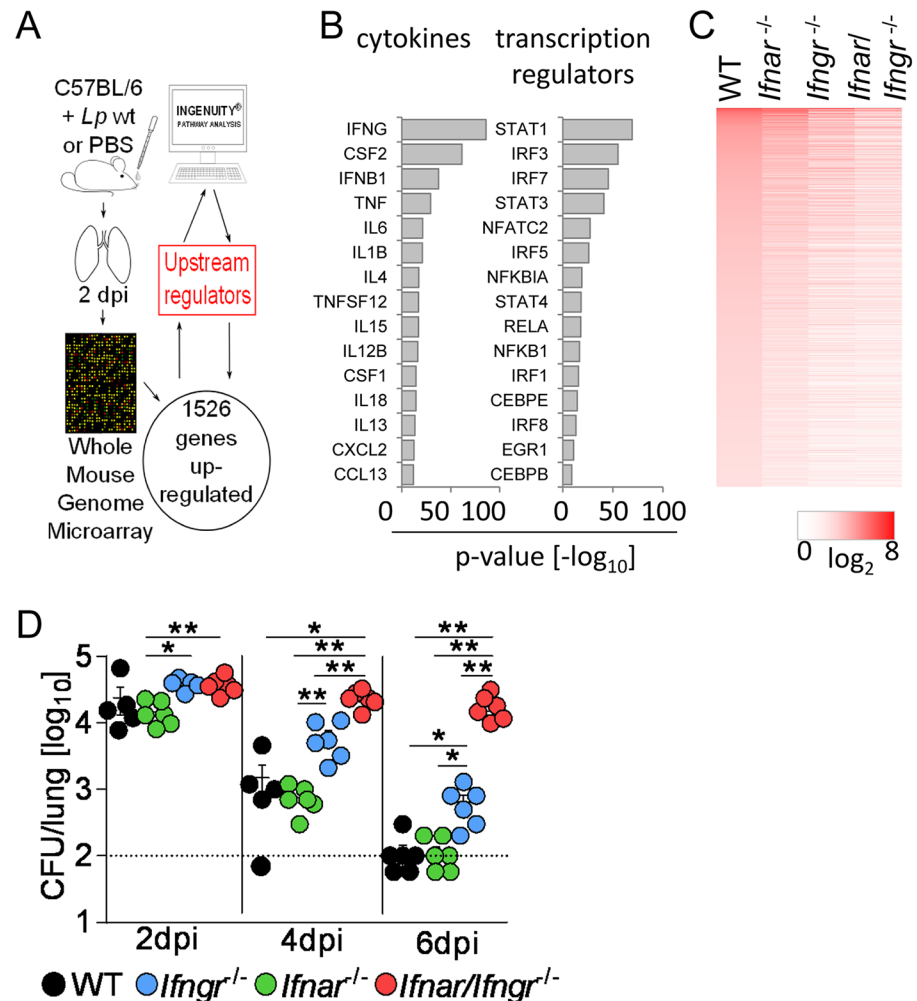 A
C57BL/6
+ Lp wt
or PBS
INGENUITY®
PATHWAY ANALYSIS
2 dpi
Upstream
regulators
Whole
Mouse
Genome
Microarray
1526
genes
up-
regulated
B
cytokines
IFNG
CSF2
IFNB1
TNF
IL6
IL1B
IL4
TNFSF12
IL15
IL12B
CSF1
IL18
IL13
CXCL2
CCL13
0 50 100
transcription
regulators
STAT1
IRF3
IRF7
STAT3
NFATC2
IRF5
NFKBIA
STAT4
RELA
NFKB1
IRF1
CEBPE
IRF8
EGR1
CEBPB
0 50 100
p-value [-log10]
C
WT
Ifnar-/-
Ifngr-/-
Ifnar/
Ifngr-/-
0 8
log2
D
CFU/lung [log10]
5
4
3
2
1
** *
* ** ** **
** ** ** * *
2dpi 4dpi 6dpi
WT Ifngr-/- Ifnar-/- Ifnar/Ifngr-/-